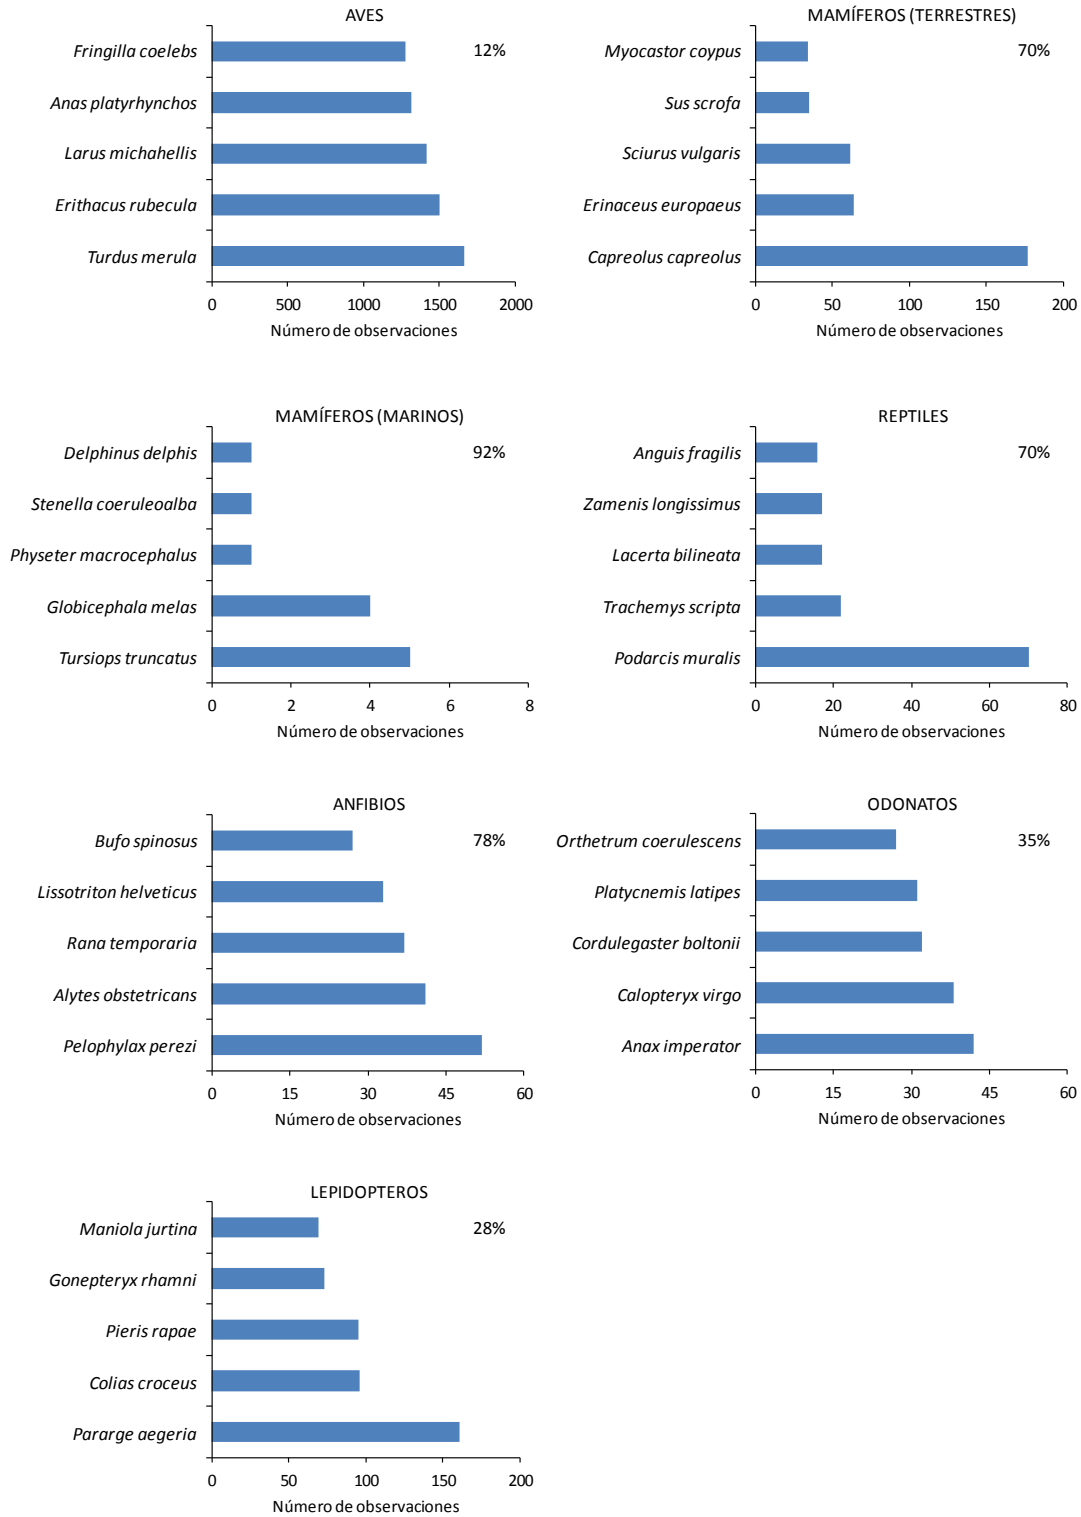 AVES
Fringilla coelebs
12%
Anas platyrhynchos
Larus michahellis
Erithacus rubecula
Turdus merula
0 500 1000 1500 2000
Número de observaciones
MAMÍFEROS (TERRESTRES)
Myocastor coypus
70%
Sus scrofa
Sciurus vulgaris
Erinaceus europaeus
Capreolus capreolus
0 50 100 150 200
Número de observaciones
MAMÍFEROS (MARINOS)
Delphinus delphis
92%
Stenella coeruleoalba
Physeter macrocephalus
Globicephala melas
Tursiops truncatus
0 2 4 6 8
Número de observaciones
REPTILES
Anguis fragilis
70%
Zamenis longissimus
Lacerta bilineata
Trachemys scripta
Podarcis muralis
0 20 40 60 80
Número de observaciones
ANFIBIOS
Bufo spinosus
78%
Lissotriton helveticus
Rana temporaria
Alytes obstetricans
Pelophylax perezi
0 15 30 45 60
Número de observaciones
ODONATOS
Orthetrum coerulescens
35%
Platycnemis latipes
Cordulegaster boltonii
Calopteryx virgo
Anax imperator
0 15 30 45 60
Número de observaciones
LEPIDOPTEROS
Maniola jurtina
28%
Gonepteryx rhamni
Pieris rapae
Colias croceus
Pararge aegeria
0 50 100 150 200
Número de observaciones